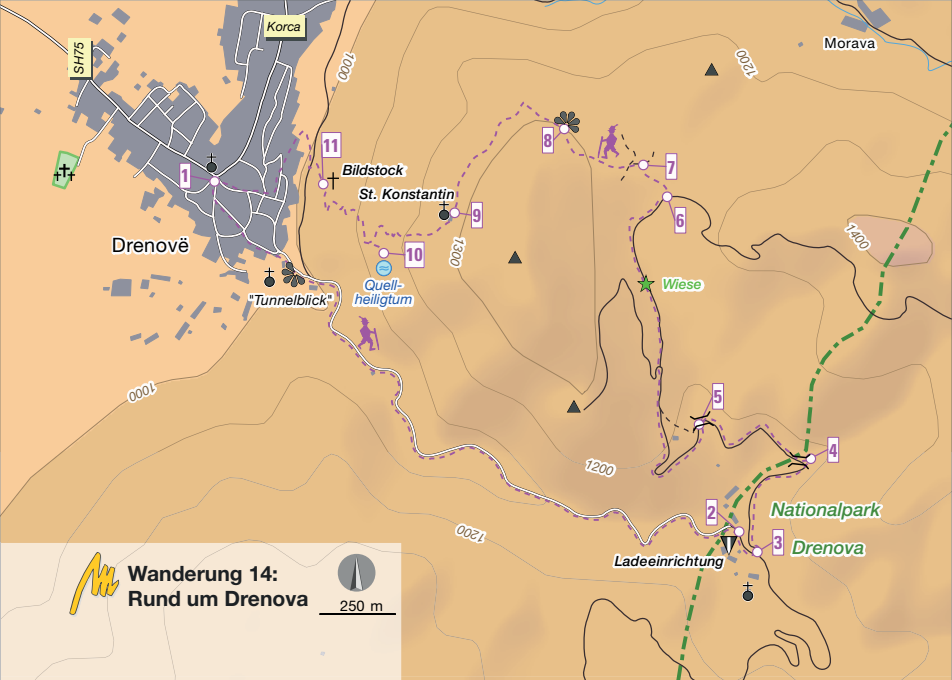 Korca
SH75
Morava
1000
1200
11
Bildstock
8
7
1
St. Konstantin
9
6
Drenovë
1300
1400
10
"Tunnelblick"
Quell-
heiligtum
Wiese
1000
5
4
1200
2
Nationalpark
1200
3
Drenova
Ladeeinrichtung
Wanderung 14:
Rund um Drenova
250 m